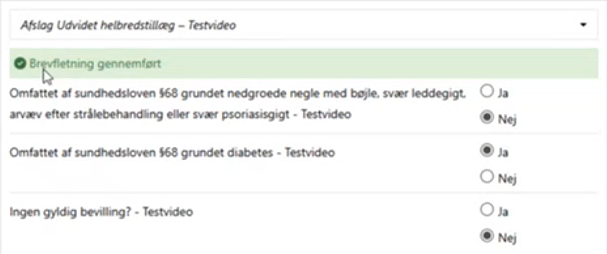 Afslag Udvidet helbredstillæg – Testvideo
Brevfletning gennemført
Omfattet af sundhedsloven §68 grundet nedgroede negle med bøjle, svær leddegigt, Ja
arvæv efter strålebehandling eller svær psoriasisgigt - Testvideo Nej
Omfattet af sundhedsloven §68 grundet diabetes - Testvideo Ja
Nej
Ingen gyldig bevilling? - Testvideo Ja
Nej